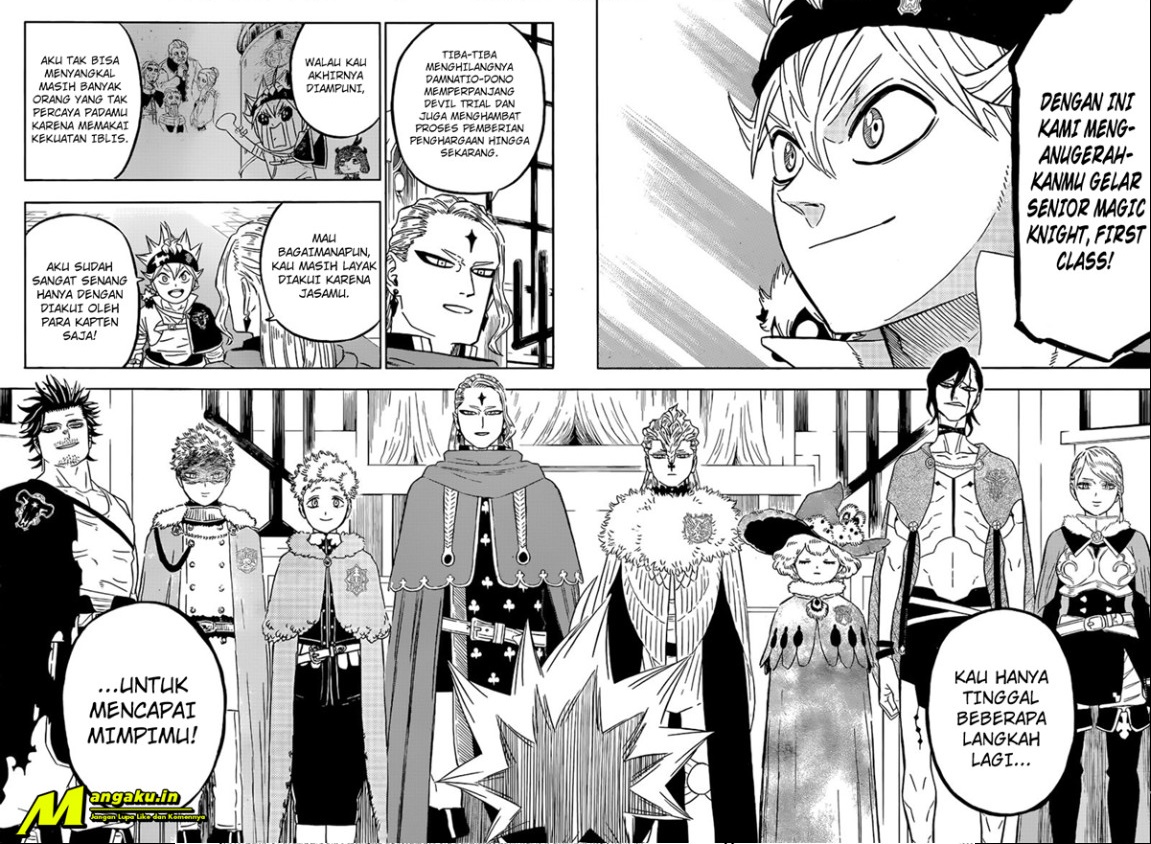 DENGAN INI
KAMI MENG-
ANUGERAH-
KANMU GELAR
SENIOR MAGIC
KNIGHT, FIRST
CLASS!
TIBA-TIBA
MENGHILANGNYA
DAMNATIO-DONO
MEMPERPANJANG
DEVIL TRIAL DAN
JUGA MENGHAMBAT
PROSES PEMBERIAN
PENGHARGAAN HINGGA
SEKARANG.
WALAU KAU
AKHIRNYA
DIAMPUNI,
AKU TAK BISA
MENYANGKAL
MASIH BANYAK
ORANG YANG TAK
PERCAYA PADAMU
KARENA MEMAKAI
KEKUATAN IBLIS.
MAU
BAGAIMANAPUN,
KAU MASIH LAYAK
DIAKUI KARENA
JASAMU.
AKU SUDAH
SANGAT SENANG
HANYA DENGAN
DIAKUI OLEH
PARA KAPTEN
SAJA!
KAU HANYA
TINGGAL
BEBERAPA
LANGKAH
LAGI...
...UNTUK
MENCAPAI
MIMPIMU!
Mangaku.in
Jangan Lupa Like dan Komennya